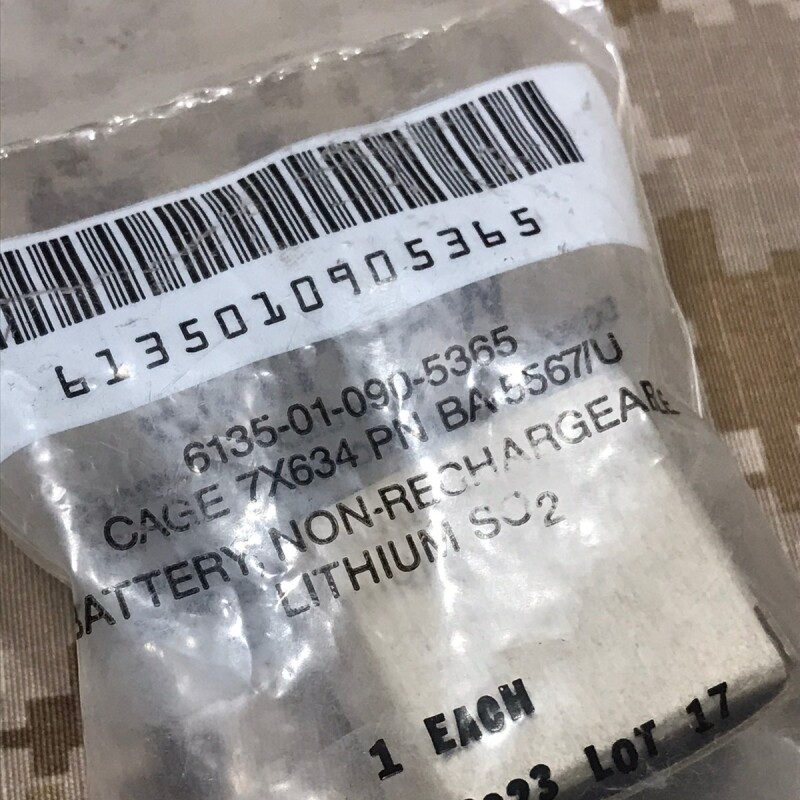 6135010905365
6135-01-090-5365
CAGE 7X634 PN BA-5567/U
BATTERY, NON-RECHARGEABLE
LITHIUM SO2
1 EACH
LOT 17